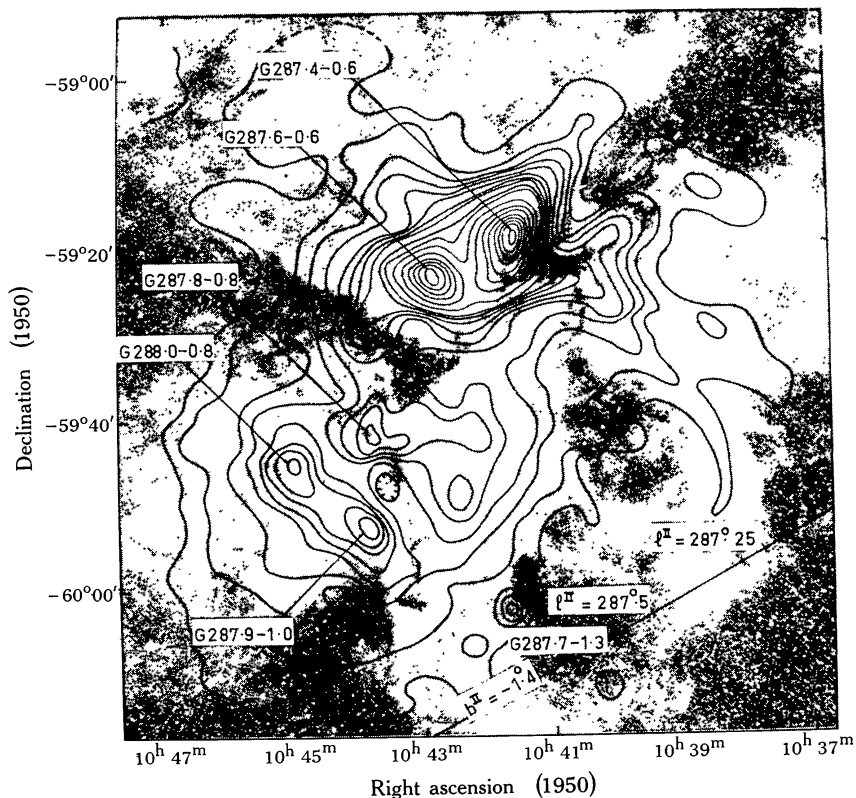 G287·4–0·6
−59°00′
G287·6–0·6
−59°20′
G287·8–0·8
G288·0–0·8
−59°40′
ℓᴵᴵ = 287°25
−60°00′
ℓᴵᴵ = 287°5
G287·9–1·0
G287·7–1·3
bᴵᴵ = −1°4
Declination (1950)
10ʰ 47ᵐ 10ʰ 45ᵐ 10ʰ 43ᵐ 10ʰ 41ᵐ 10ʰ 39ᵐ 10ʰ 37ᵐ
Right ascension (1950)